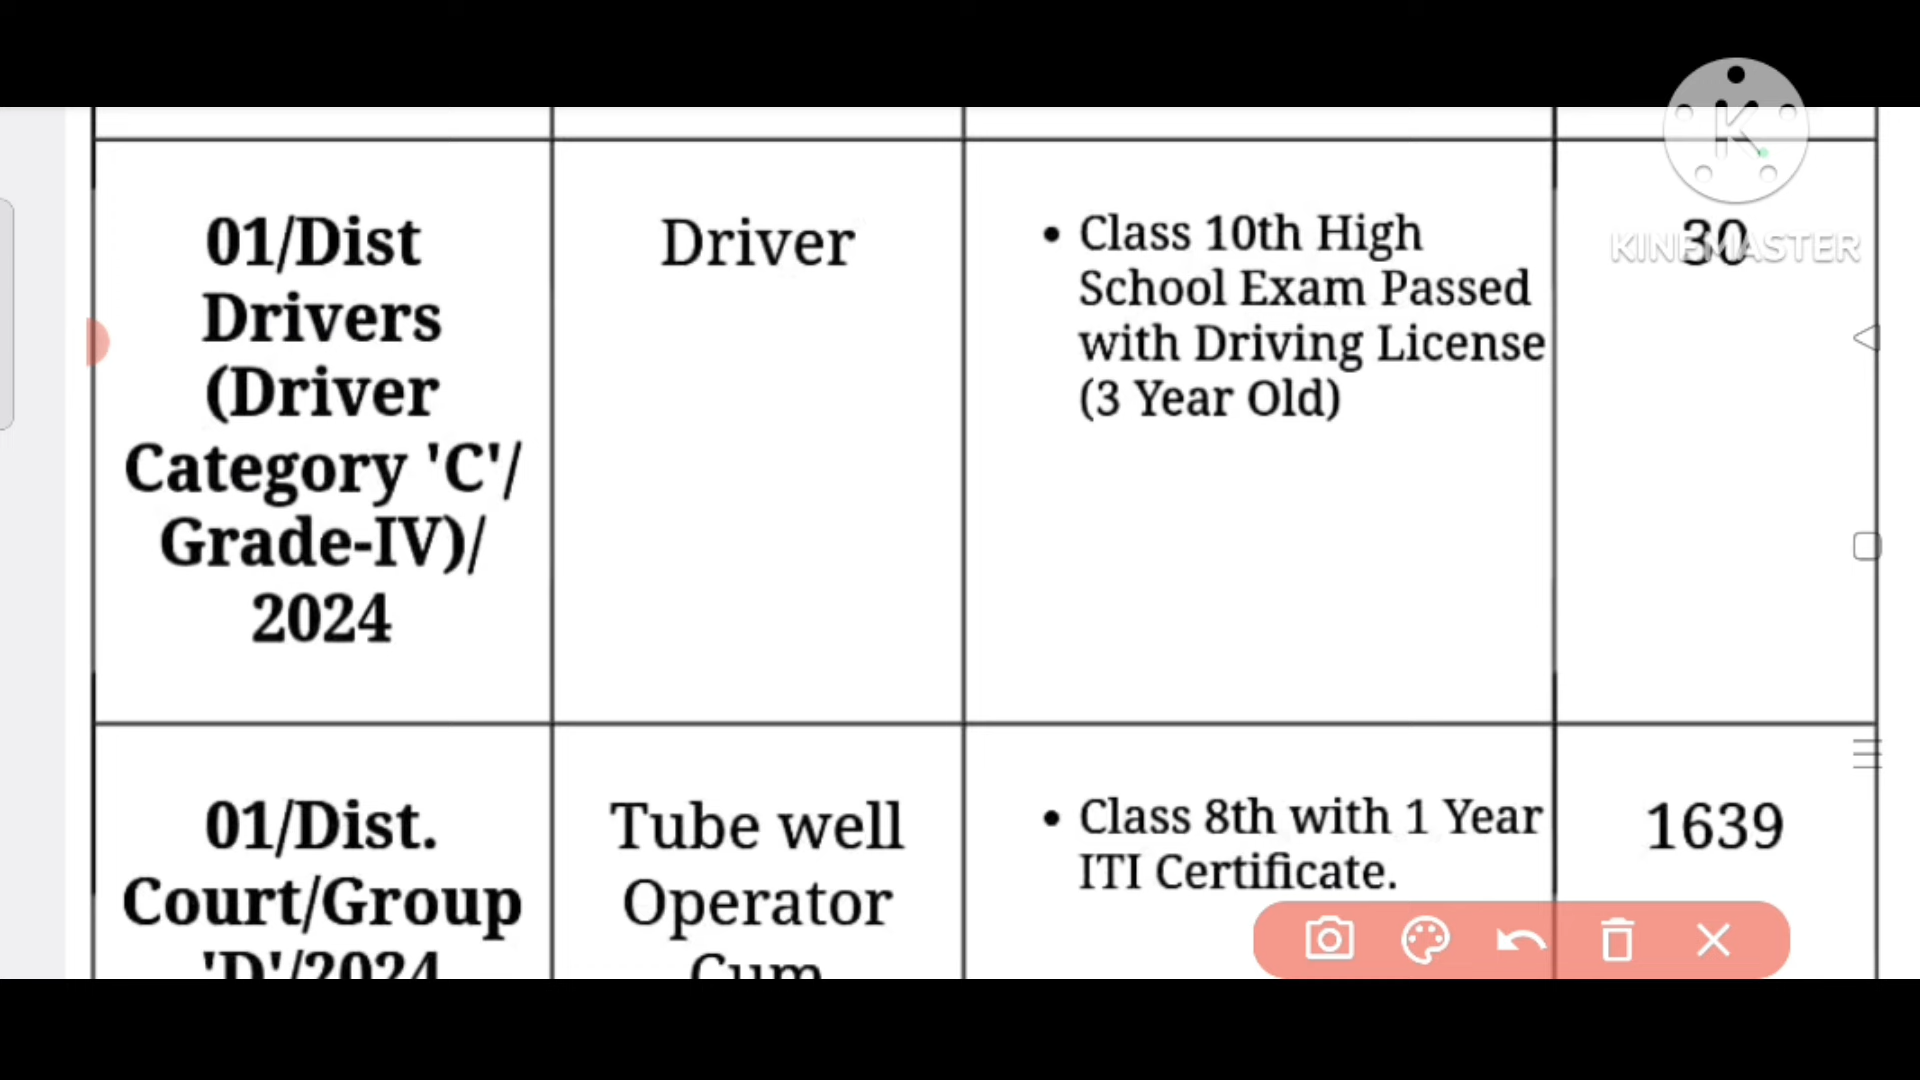 01/Dist
Drivers
(Driver
Category 'C'/
Grade-IV)/
2024
Driver
• Class 10th High
School Exam Passed
with Driving License
(3 Year Old)
30
01/Dist.
Court/Group
'D'/2024
Tube well
Operator
Cum
• Class 8th with 1 Year
ITI Certificate.
1639
K
KINEMASTER